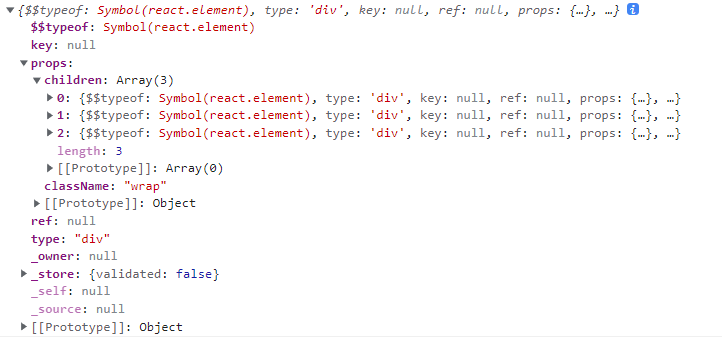 {$$typeof: Symbol(react.element), type: 'div', key: null, ref: null, props: {…}, …}
$$typeof: Symbol(react.element)
key: null
props:
children: Array(3)
0: {$$typeof: Symbol(react.element), type: 'div', key: null, ref: null, props: {…}, …}
1: {$$typeof: Symbol(react.element), type: 'div', key: null, ref: null, props: {…}, …}
2: {$$typeof: Symbol(react.element), type: 'div', key: null, ref: null, props: {…}, …}
length: 3
[[Prototype]]: Array(0)
className: "wrap"
[[Prototype]]: Object
ref: null
type: "div"
_owner: null
_store: {validated: false}
_self: null
_source: null
[[Prototype]]: Object